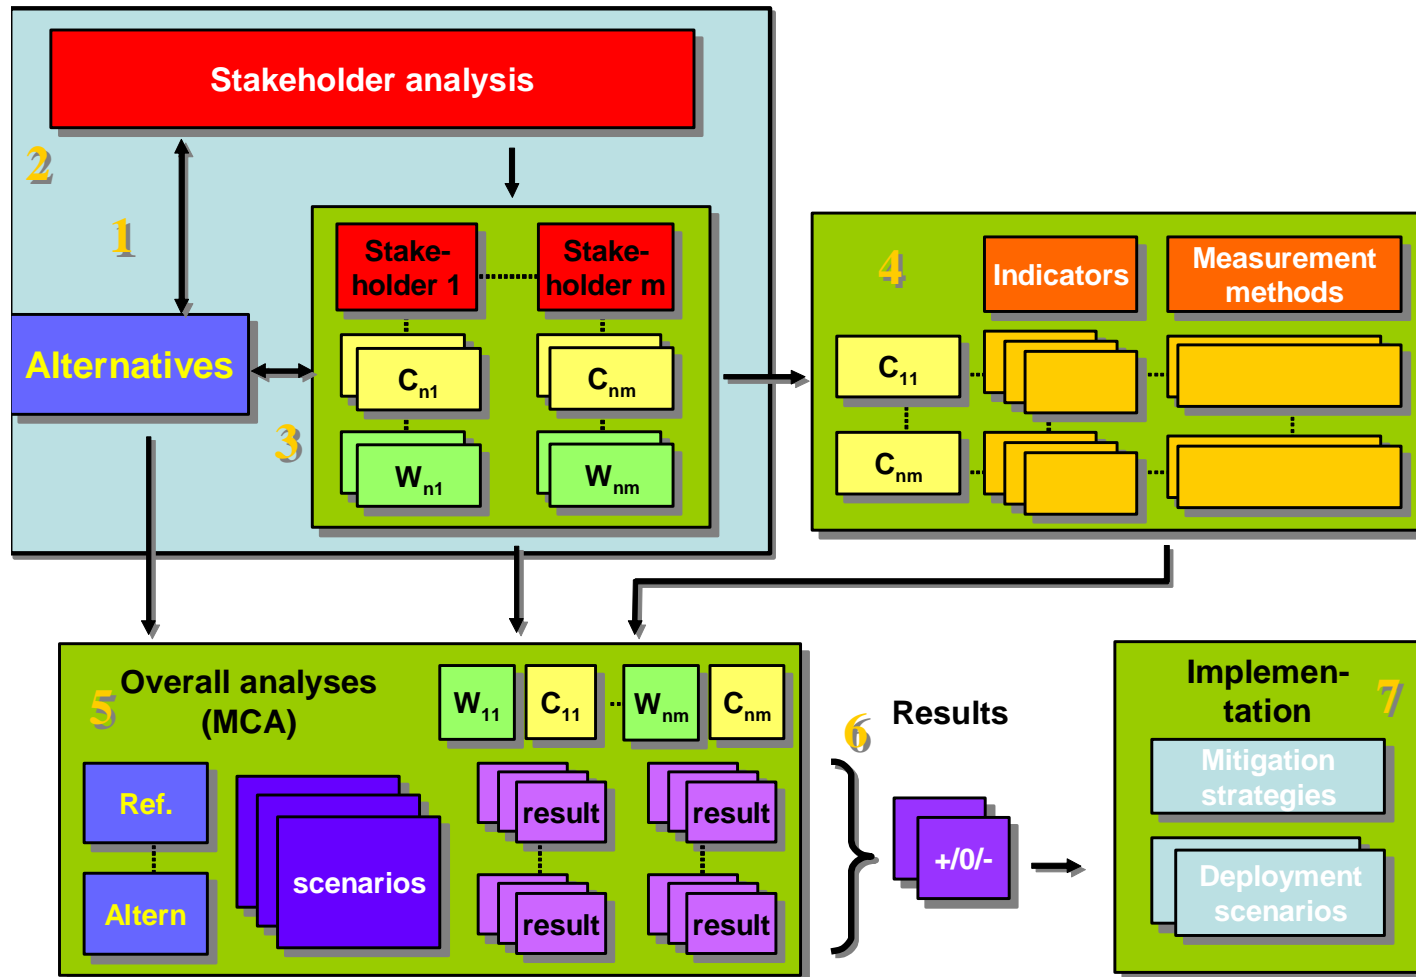 Stakeholder analysis
2
1
Stake-
holder 1
Stake-
holder m
Alternatives
3
Cn1
Cnm
Wn1
Wnm
4
Indicators
Measurement
methods
C11
Cnm
5
Overall analyses
(MCA)
W11
C11
Wnm
Cnm
Ref.
Altern
scenarios
result
result
result
result
6
Results
+/0/-
Implemen-
tation
7
Mitigation
strategies
Deployment
scenarios